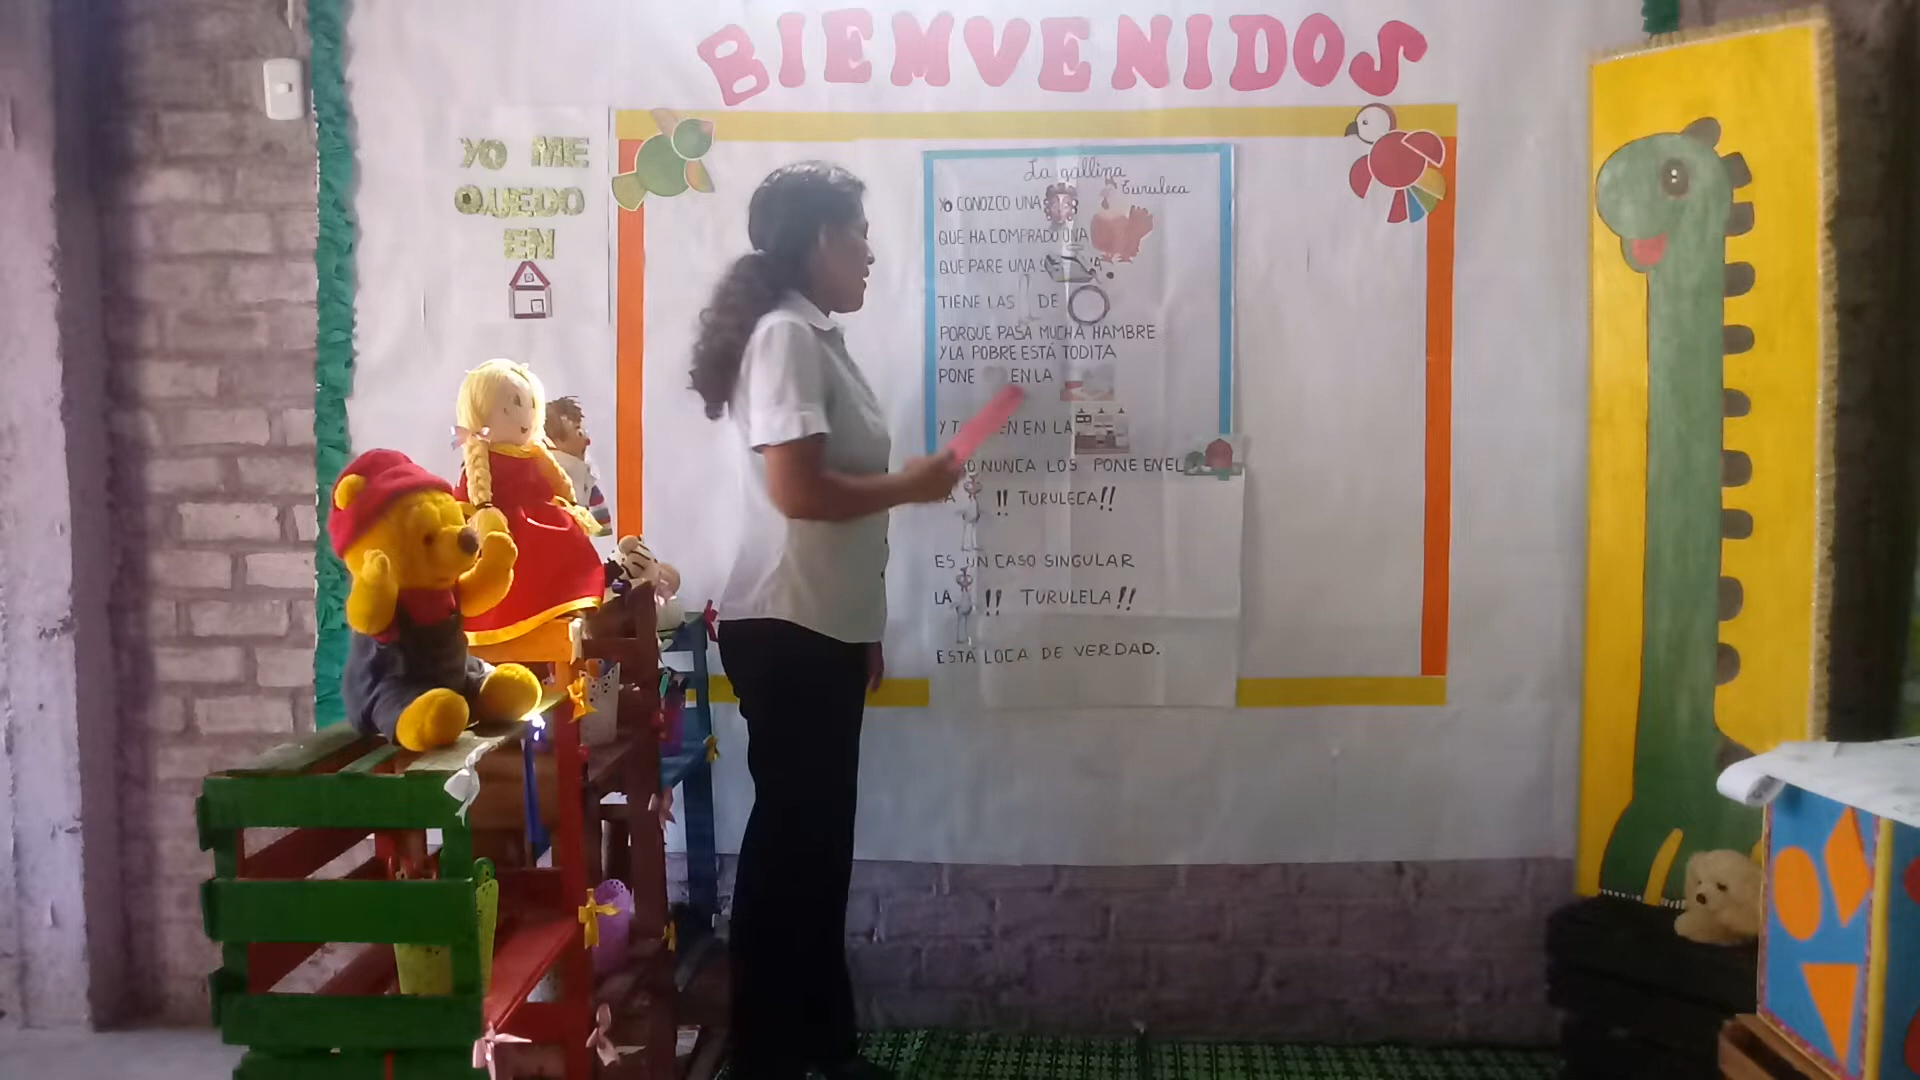 BIEMVENIDOS
YO ME
QUEDO
EN
La gallina
Turuleca
YO CONOZCO UNA
QUE HA COMPRADO UNA
QUE PARE UNA
TIENE LAS DE
PORQUE PASA MUCHA HAMBRE
Y LA POBRE ESTÁ TODITA
PONE EN LA
Y EN LA
NUNCA LOS PONE EN EL
LA !! TURULECA!!
ES UN CASO SINGULAR
LA !! TURULELA!!
ESTÁ LOCA DE VERDAD.